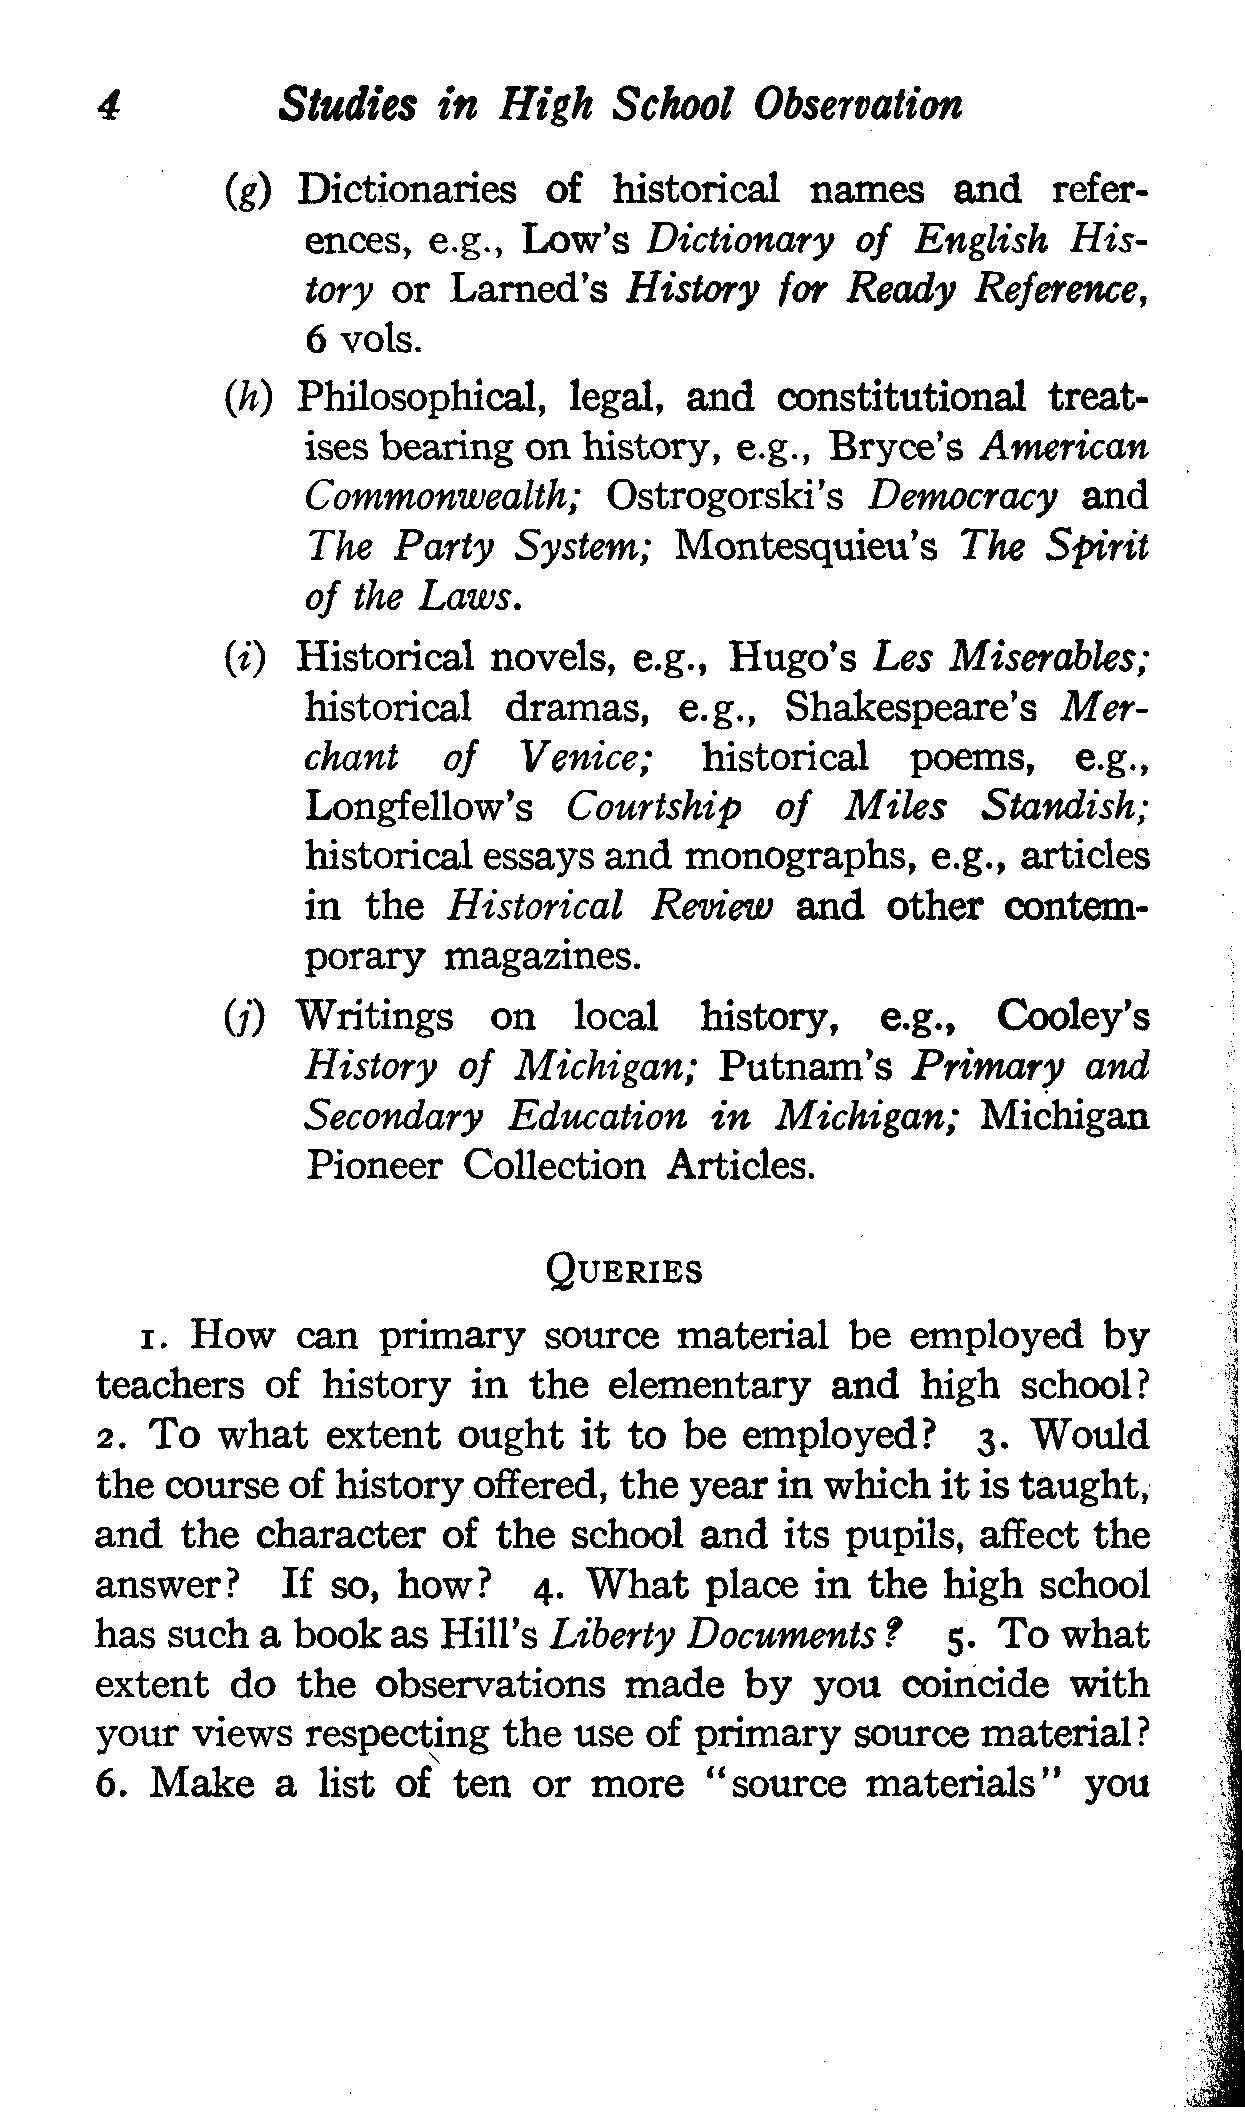 4 Studies in High School Observation
(g) Dictionaries of historical names and refer-
ences, e.g., Low's Dictionary of English His-
tory or Larned's History for Ready Reference,
6 vols.
(h) Philosophical, legal, and constitutional treat-
ises bearing on history, e.g., Bryce's American
Commonwealth; Ostrogorski's Democracy and
The Party System; Montesquieu's The Spirit
of the Laws.
(i) Historical novels, e.g., Hugo's Les Miserables;
historical dramas, e.g., Shakespeare's Mer-
chant of Venice; historical poems, e.g.,
Longfellow's Courtship of Miles Standish;
historical essays and monographs, e.g., articles
in the Historical Review and other contem-
porary magazines.
(j) Writings on local history, e.g., Cooley's
History of Michigan; Putnam's Primary and
Secondary Education in Michigan; Michigan
Pioneer Collection Articles.
QUERIES
1. How can primary source material be employed by
teachers of history in the elementary and high school?
2. To what extent ought it to be employed? 3. Would
the course of history offered, the year in which it is taught,
and the character of the school and its pupils, affect the
answer? If so, how? 4. What place in the high school
has such a book as Hill's Liberty Documents? 5. To what
extent do the observations made by you coincide with
your views respecting the use of primary source material?
6. Make a list of ten or more "source materials" you